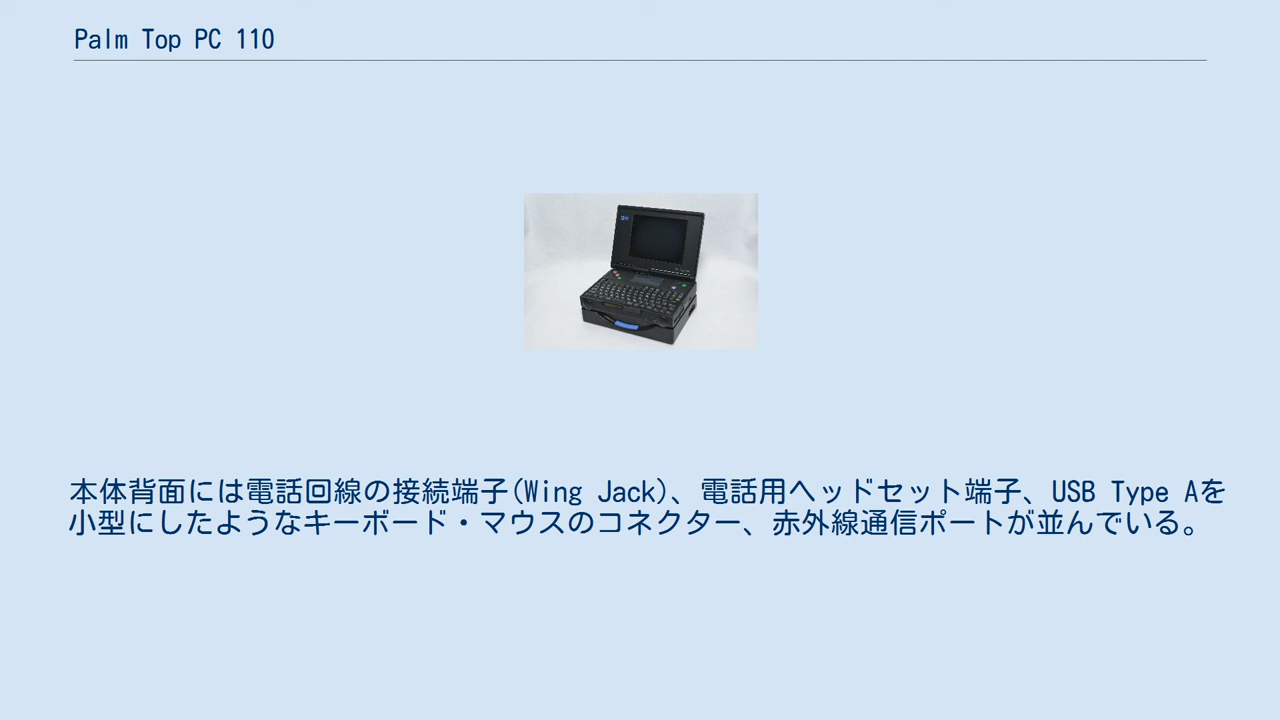 Palm Top PC 110
本体背面には電話回線の接続端子(Wing Jack)、電話用ヘッドセット端子、USB Type Aを
小型にしたようなキーボード・マウスのコネクター、赤外線通信ポートが並んでいる。